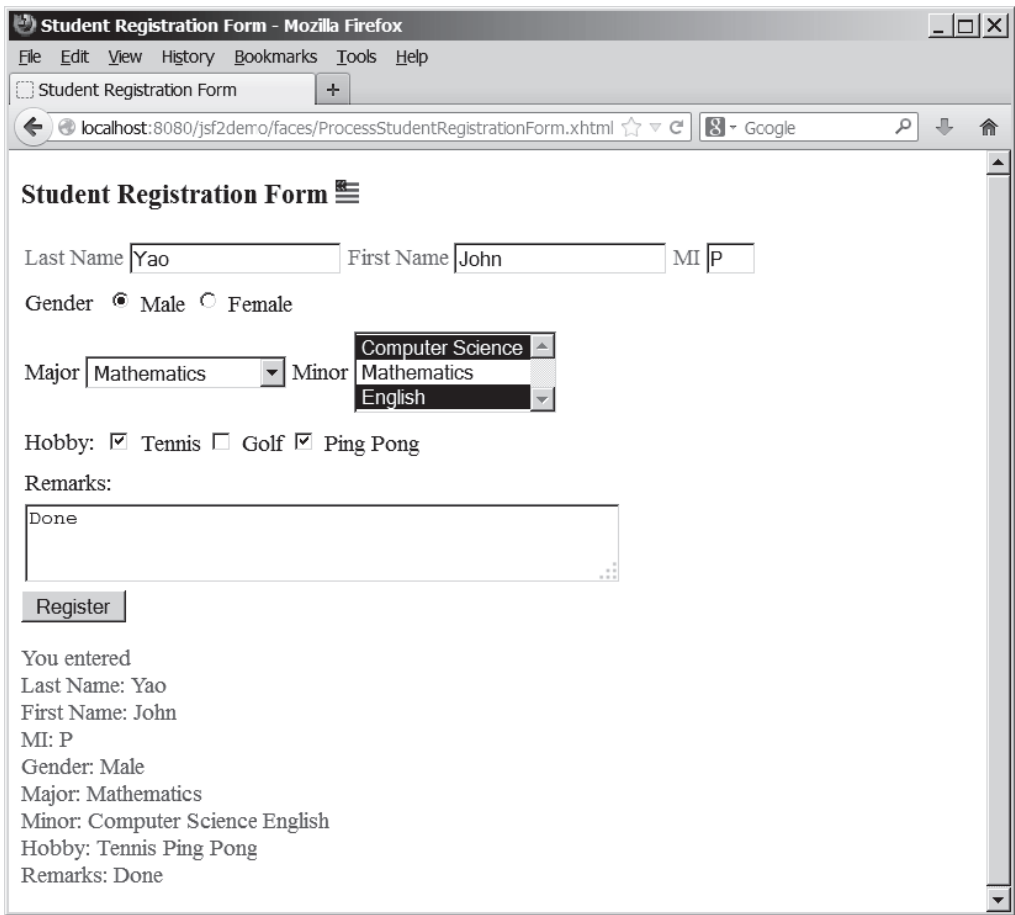 Student Registration Form - Mozilla Firefox
File Edit View History Bookmarks Tools Help
Student Registration Form +
localhost:8080/jsf2demo/faces/ProcessStudentRegistrationForm.xhtml 8 Google
Student Registration Form
Last Name Yao First Name John MI P
Gender Male Female
Major Mathematics Minor Computer Science
Mathematics
English
Hobby: Tennis Golf Ping Pong
Remarks:
Done
Register
You entered
Last Name: Yao
First Name: John
MI: P
Gender: Male
Major: Mathematics
Minor: Computer Science English
Hobby: Tennis Ping Pong
Remarks: Done